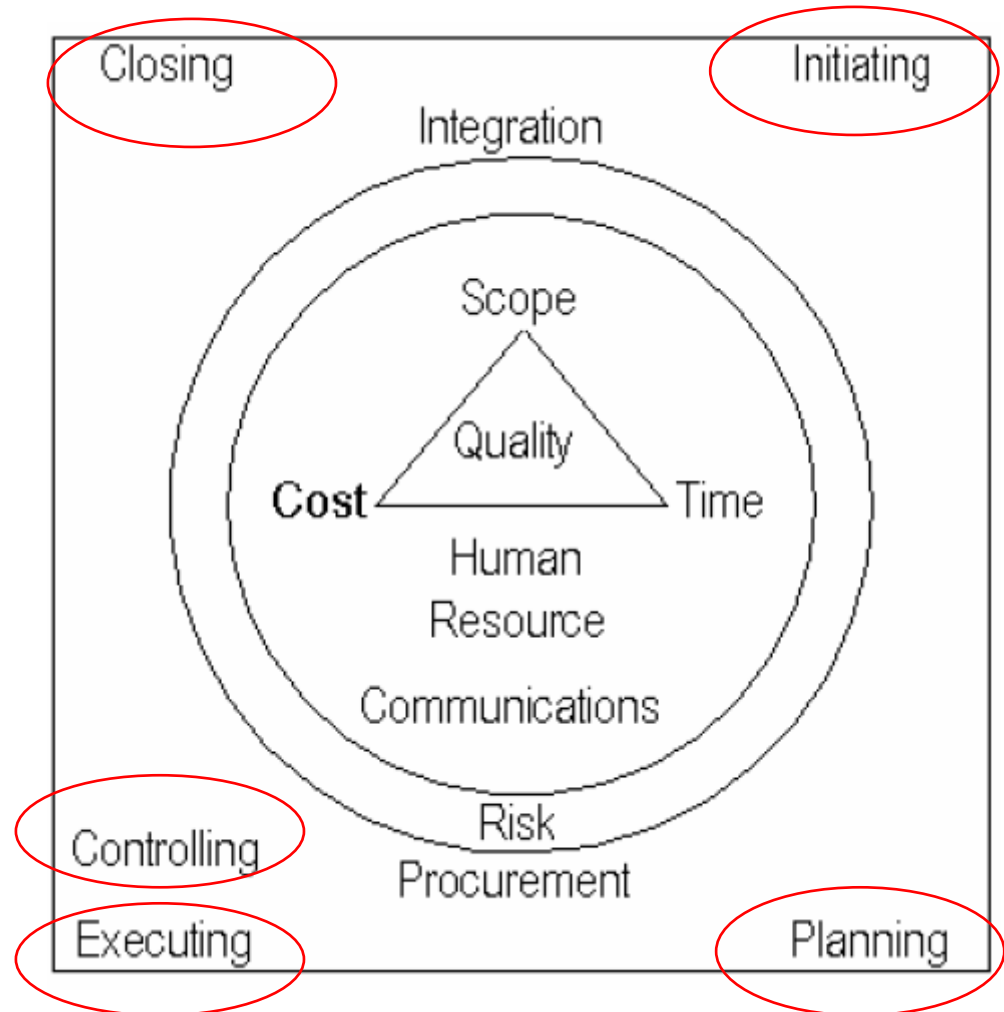 Closing
Initiating
Integration
Scope
Quality
Cost
Time
Human
Resource
Communications
Risk
Controlling
Procurement
Executing
Planning